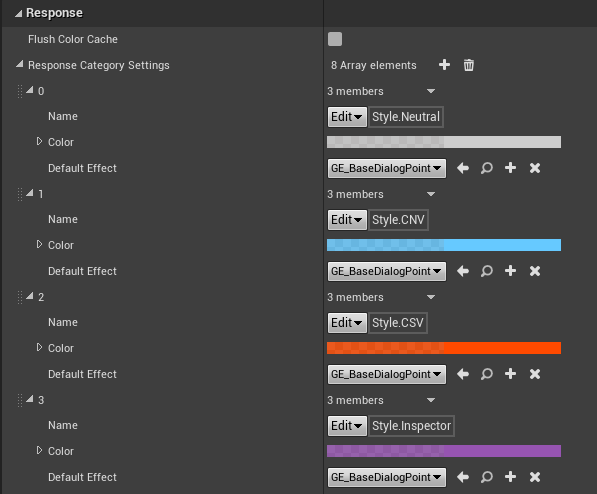 Response
Flush Color Cache
Response Category Settings 8 Array elements
0 3 members
Name Edit Style.Neutral
Color
Default Effect GE_BaseDialogPoint
1 3 members
Name Edit Style.CNV
Color
Default Effect GE_BaseDialogPoint
2 3 members
Name Edit Style.CSV
Color
Default Effect GE_BaseDialogPoint
3 3 members
Name Edit Style.Inspector
Color
Default Effect GE_BaseDialogPoint